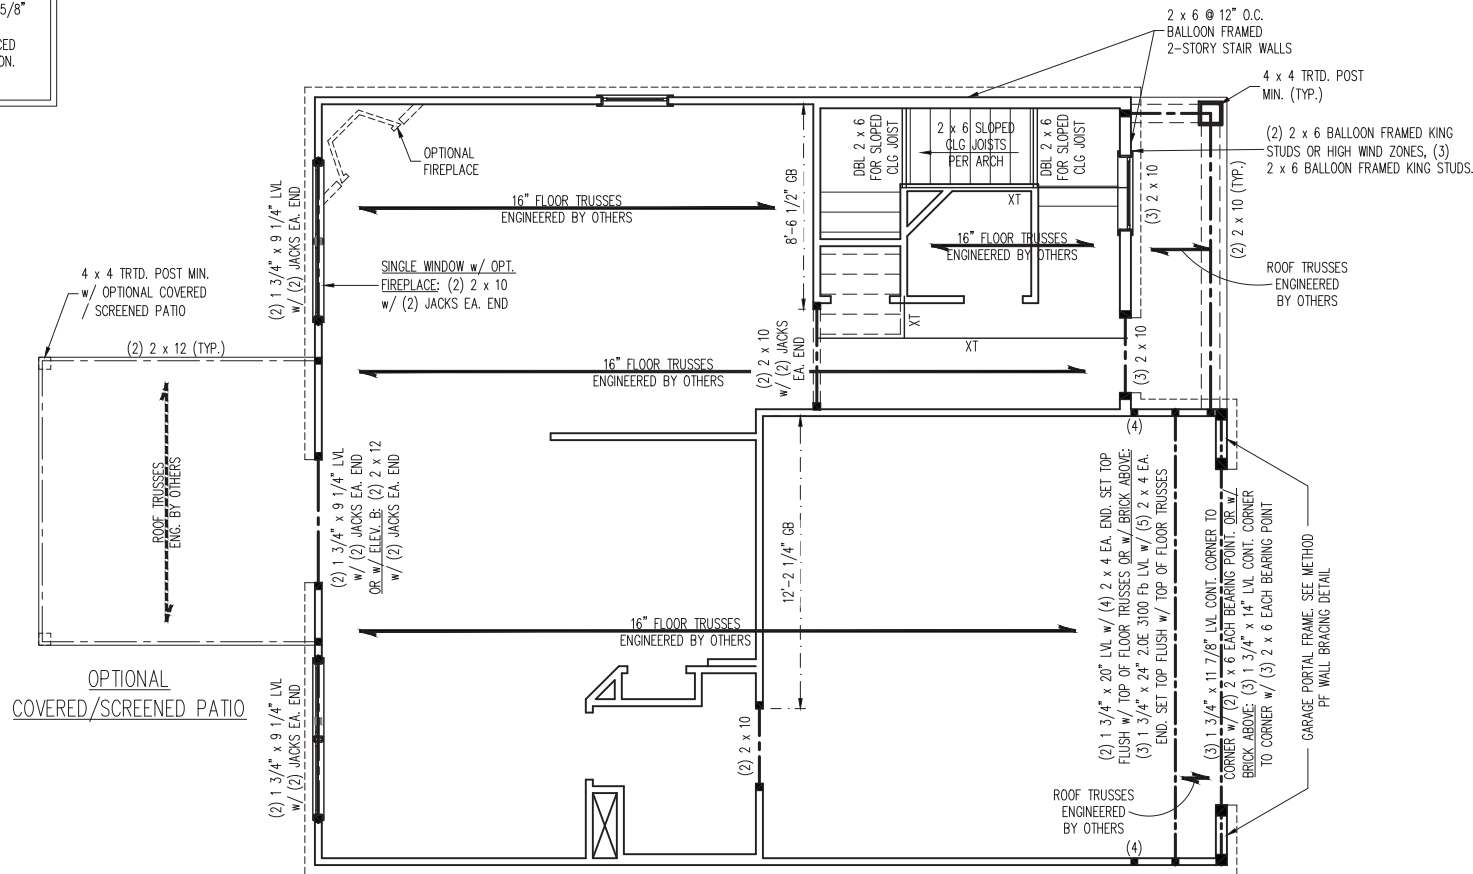 5/8"
CED
ON.
2 x 6 @ 12" O.C.
BALLOON FRAMED
2-STORY STAIR WALLS
4 x 4 TRTD. POST
MIN. (TYP.)
(2) 2 x 6 BALLOON FRAMED KING
STUDS OR HIGH WIND ZONES, (3)
2 x 6 BALLOON FRAMED KING STUDS.
OPTIONAL
FIREPLACE
DBL 2 x 6
FOR SLOPED
CLG JOIST
2 x 6 SLOPED
CLG JOISTS
PER ARCH
DBL 2 x 6
FOR SLOPED
CLG JOIST
(2) 1 3/4" x 9 1/4" LVL
w/ (2) JACKS EA. END
16" FLOOR TRUSSES
ENGINEERED BY OTHERS
8'-6 1/2" GB
XT
(3) 2 x 10
(2) 2 x 10 (TYP.)
16" FLOOR TRUSSES
ENGINEERED BY OTHERS
ROOF TRUSSES
ENGINEERED
BY OTHERS
4 x 4 TRTD. POST MIN.
w/ OPTIONAL COVERED
/ SCREENED PATIO
SINGLE WINDOW w/ OPT.
FIREPLACE: (2) 2 x 10
w/ (2) JACKS EA. END
(2) 2 x 12 (TYP.)
XT
XT
16" FLOOR TRUSSES
ENGINEERED BY OTHERS
(2) 2 x 10
w/ (2) JACKS
EA. END
(3) 2 x 10
ROOF TRUSSES
ENG. BY OTHERS
(2) 1 3/4" x 9 1/4" LVL
w/ (2) JACKS EA. END
OR w/ ELEV. B: (2) 2 x 12
w/ (2) JACKS EA. END
(4)
12'-2 1/4" GB
(2) 1 3/4" x 20" LVL w/ (4) 2 x 4 EA. END. SET TOP
FLUSH w/ TOP OF FLOOR TRUSSES OR w/ BRICK ABOVE:
(3) 1 3/4" x 24" 2.0E 3100 Fb LVL w/ (5) 2 x 4 EA.
END. SET TOP FLUSH w/ TOP OF FLOOR TRUSSES
(3) 1 3/4" x 11 7/8" LVL CONT. CORNER TO
CORNER w/ (2) 2 x 6 EACH BEARING POINT. OR w/
BRICK ABOVE: (3) 1 3/4" x 14" LVL CONT. CORNER
TO CORNER w/ (3) 2 x 6 EACH BEARING POINT
GARAGE PORTAL FRAME. SEE METHOD
PF WALL BRACING DETAIL
16" FLOOR TRUSSES
ENGINEERED BY OTHERS
OPTIONAL
COVERED/SCREENED PATIO
(2) 1 3/4" x 9 1/4" LVL
w/ (2) JACKS EA. END
(2) 2 x 10
ROOF TRUSSES
ENGINEERED
BY OTHERS
(4)